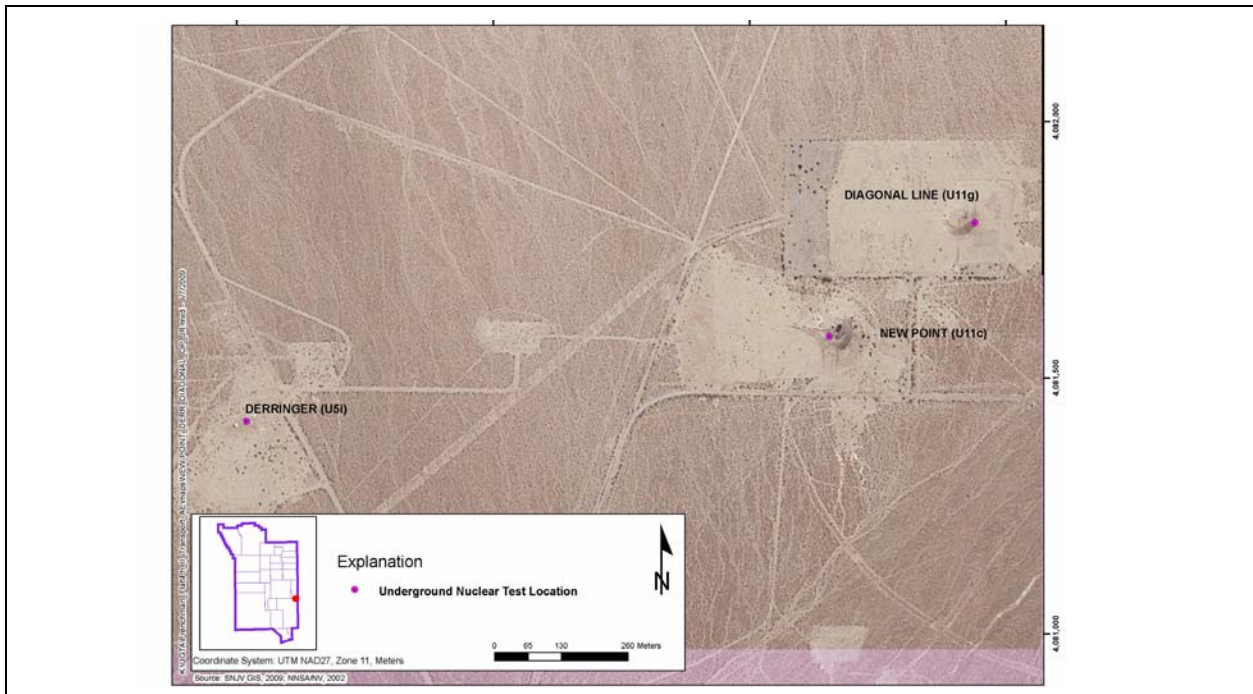 4,082,000
DIAGONAL LINE (U11g)
NEW POINT (U11c)
4,081,500
DERRINGER (U5i)
Explanation
N
Underground Nuclear Test Location
4,081,000
0 65 130 260 Meters
Coordinate System: UTM NAD27, Zone 11, Meters
Source: SNJV GIS, 2009; NNSA/NV, 2002